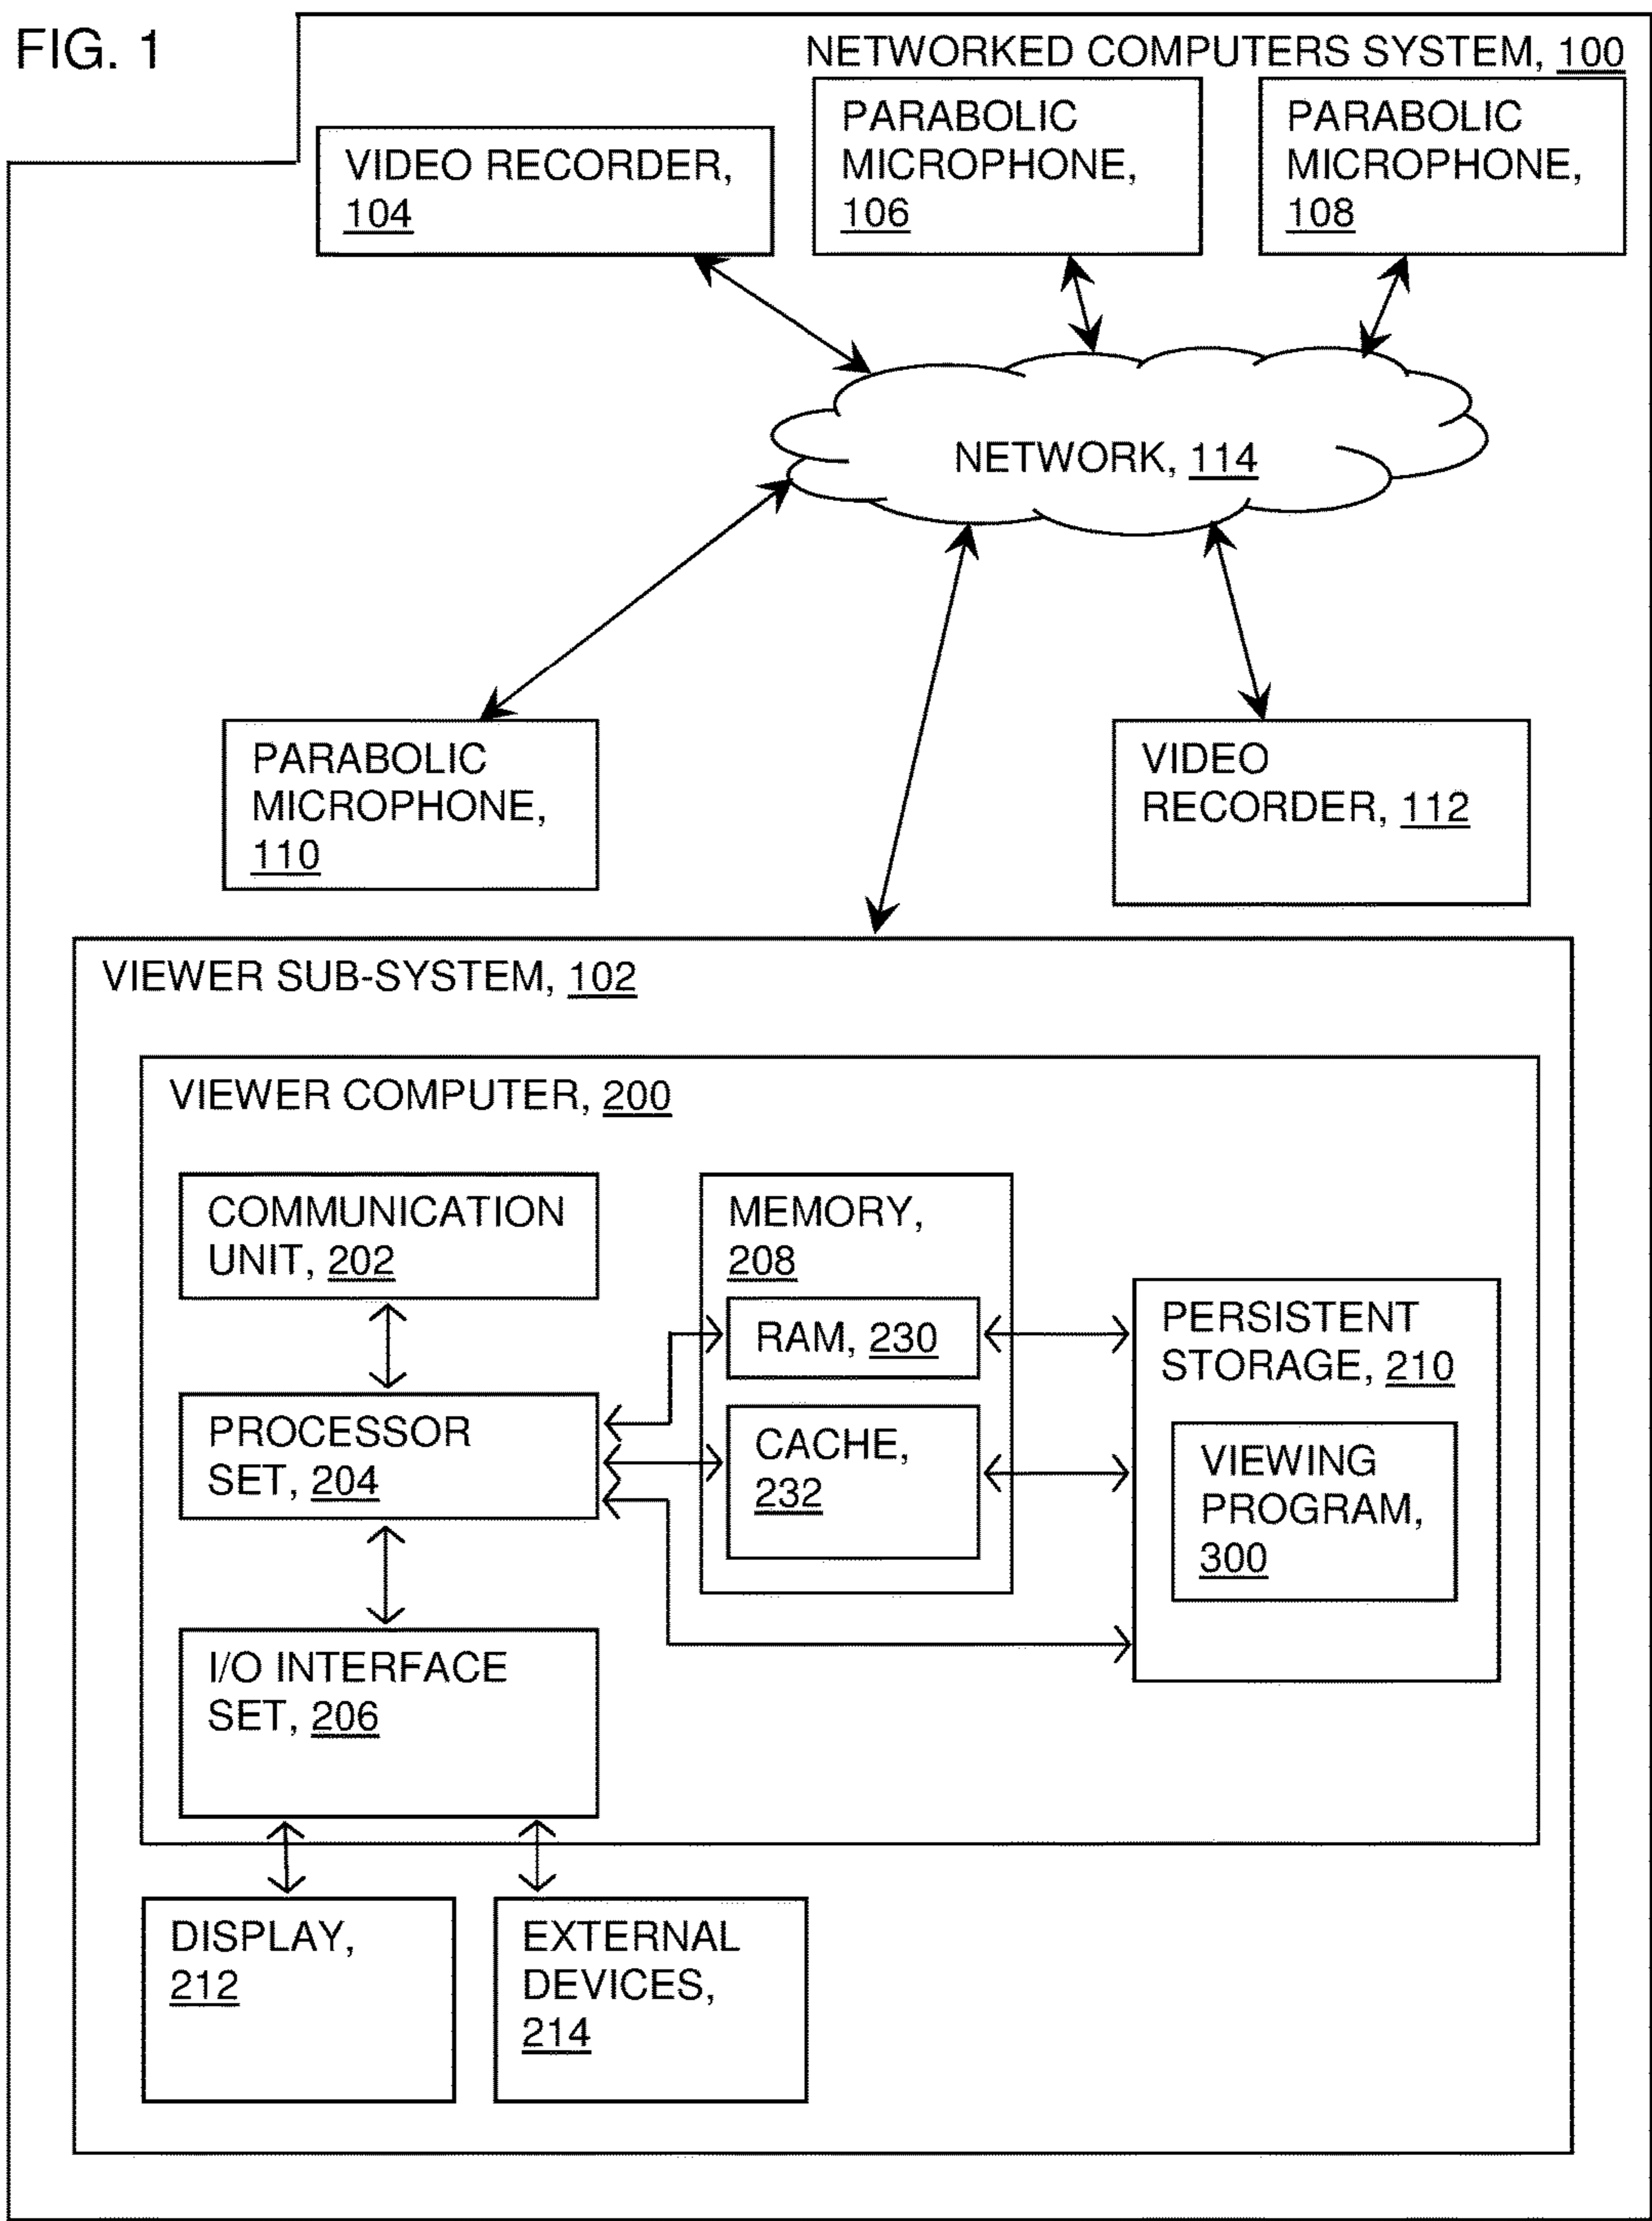 FIG. 1
NETWORKED COMPUTERS SYSTEM, 100
VIDEO RECORDER,
104
PARABOLIC
MICROPHONE,
106
PARABOLIC
MICROPHONE,
108
NETWORK, 114
PARABOLIC
MICROPHONE,
110
VIDEO
RECORDER, 112
VIEWER SUB-SYSTEM, 102
VIEWER COMPUTER, 200
COMMUNICATION
UNIT, 202
MEMORY,
208
RAM, 230
PERSISTENT
STORAGE, 210
PROCESSOR
SET, 204
CACHE,
232
VIEWING
PROGRAM,
300
I/O INTERFACE
SET, 206
DISPLAY,
212
EXTERNAL
DEVICES,
214